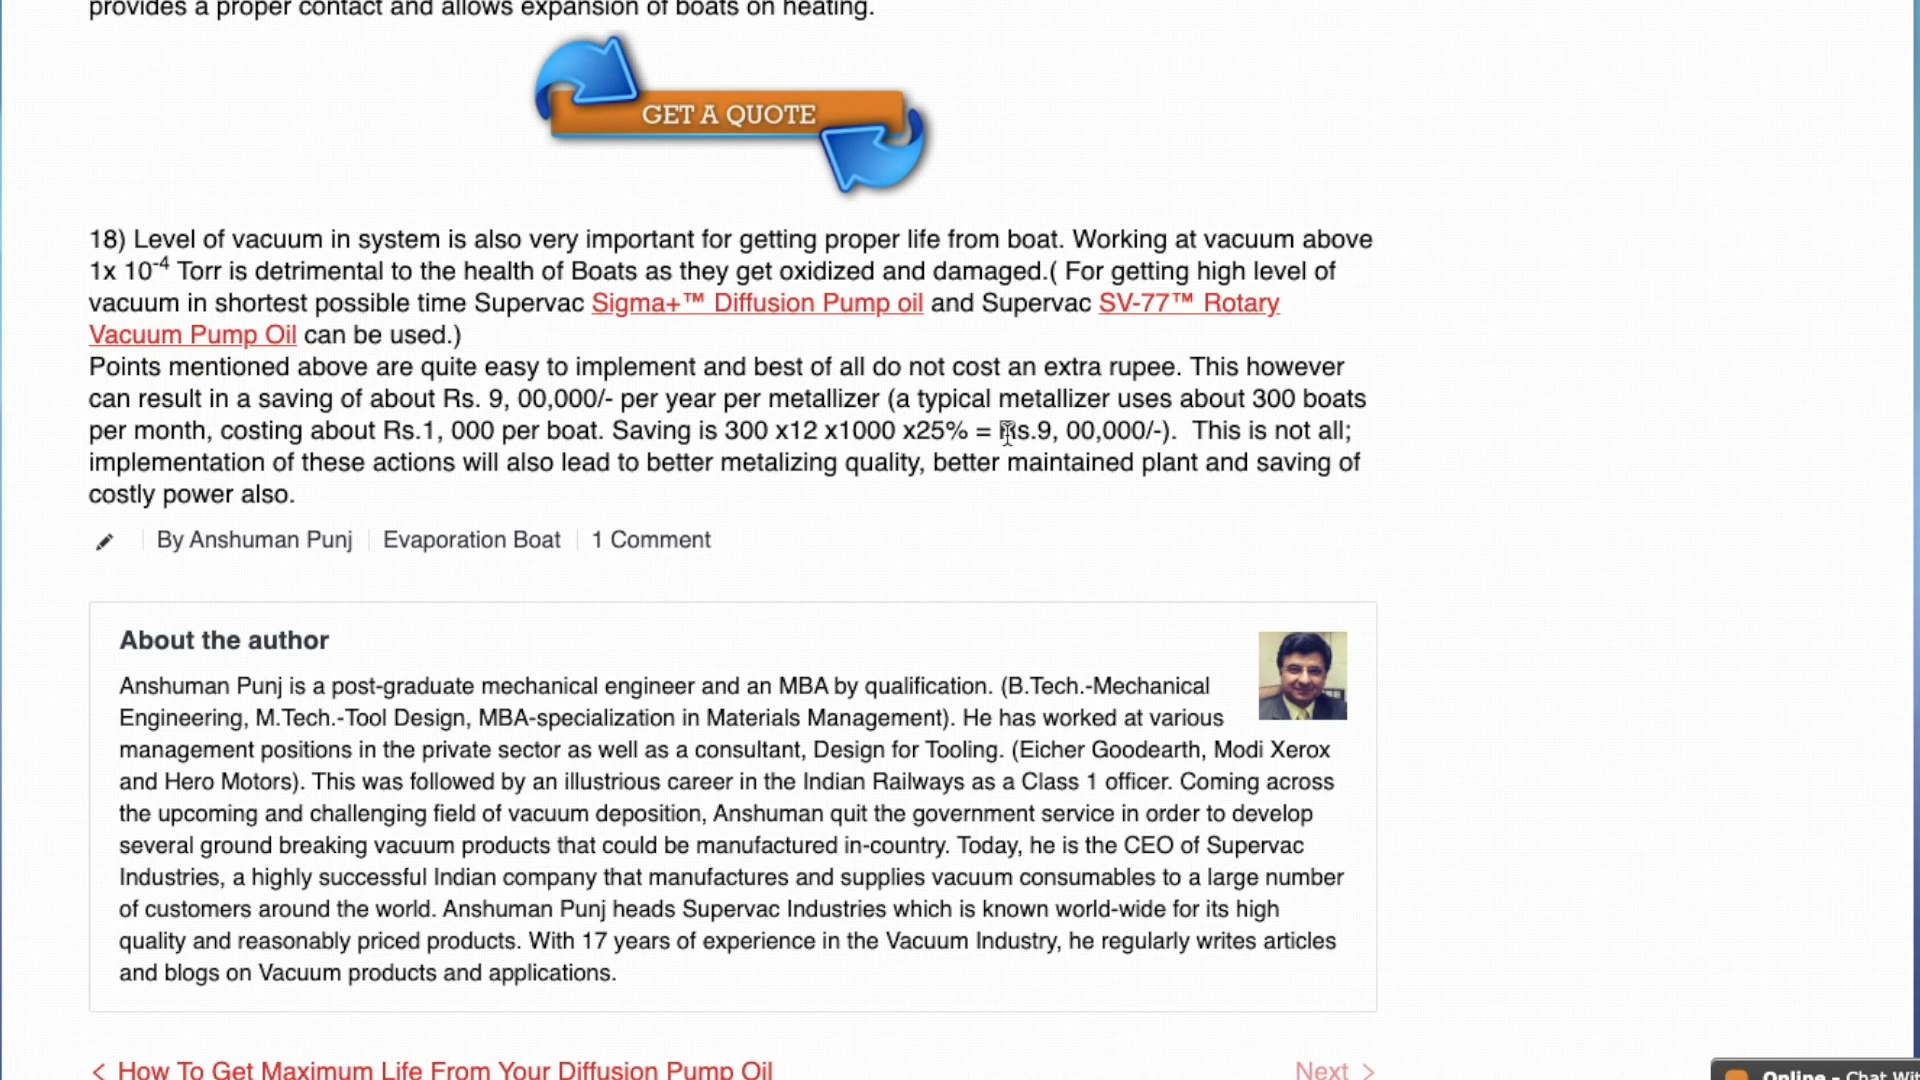 provides a proper contact and allows expansion of boats on heating.
GET A QUOTE
18) Level of vacuum in system is also very important for getting proper life from boat. Working at vacuum above
1x 10-4 Torr is detrimental to the health of Boats as they get oxidized and damaged.( For getting high level of
vacuum in shortest possible time Supervac Sigma+™ Diffusion Pump oil and Supervac SV-77™ Rotary
Vacuum Pump Oil can be used.)
Points mentioned above are quite easy to implement and best of all do not cost an extra rupee. This however
can result in a saving of about Rs. 9, 00,000/- per year per metallizer (a typical metallizer uses about 300 boats
per month, costing about Rs.1, 000 per boat. Saving is 300 x12 x1000 x25% = Rs.9, 00,000/-). This is not all;
implementation of these actions will also lead to better metalizing quality, better maintained plant and saving of
costly power also.
By Anshuman Punj Evaporation Boat 1 Comment
About the author
Anshuman Punj is a post-graduate mechanical engineer and an MBA by qualification. (B.Tech.-Mechanical
Engineering, M.Tech.-Tool Design, MBA-specialization in Materials Management). He has worked at various
management positions in the private sector as well as a consultant, Design for Tooling. (Eicher Goodearth, Modi Xerox
and Hero Motors). This was followed by an illustrious career in the Indian Railways as a Class 1 officer. Coming across
the upcoming and challenging field of vacuum deposition, Anshuman quit the government service in order to develop
several ground breaking vacuum products that could be manufactured in-country. Today, he is the CEO of Supervac
Industries, a highly successful Indian company that manufactures and supplies vacuum consumables to a large number
of customers around the world. Anshuman Punj heads Supervac Industries which is known world-wide for its high
quality and reasonably priced products. With 17 years of experience in the Vacuum Industry, he regularly writes articles
and blogs on Vacuum products and applications.
< How To Get Maximum Life From Your Diffusion Pump Oil
Next >
Online - Chat Wit